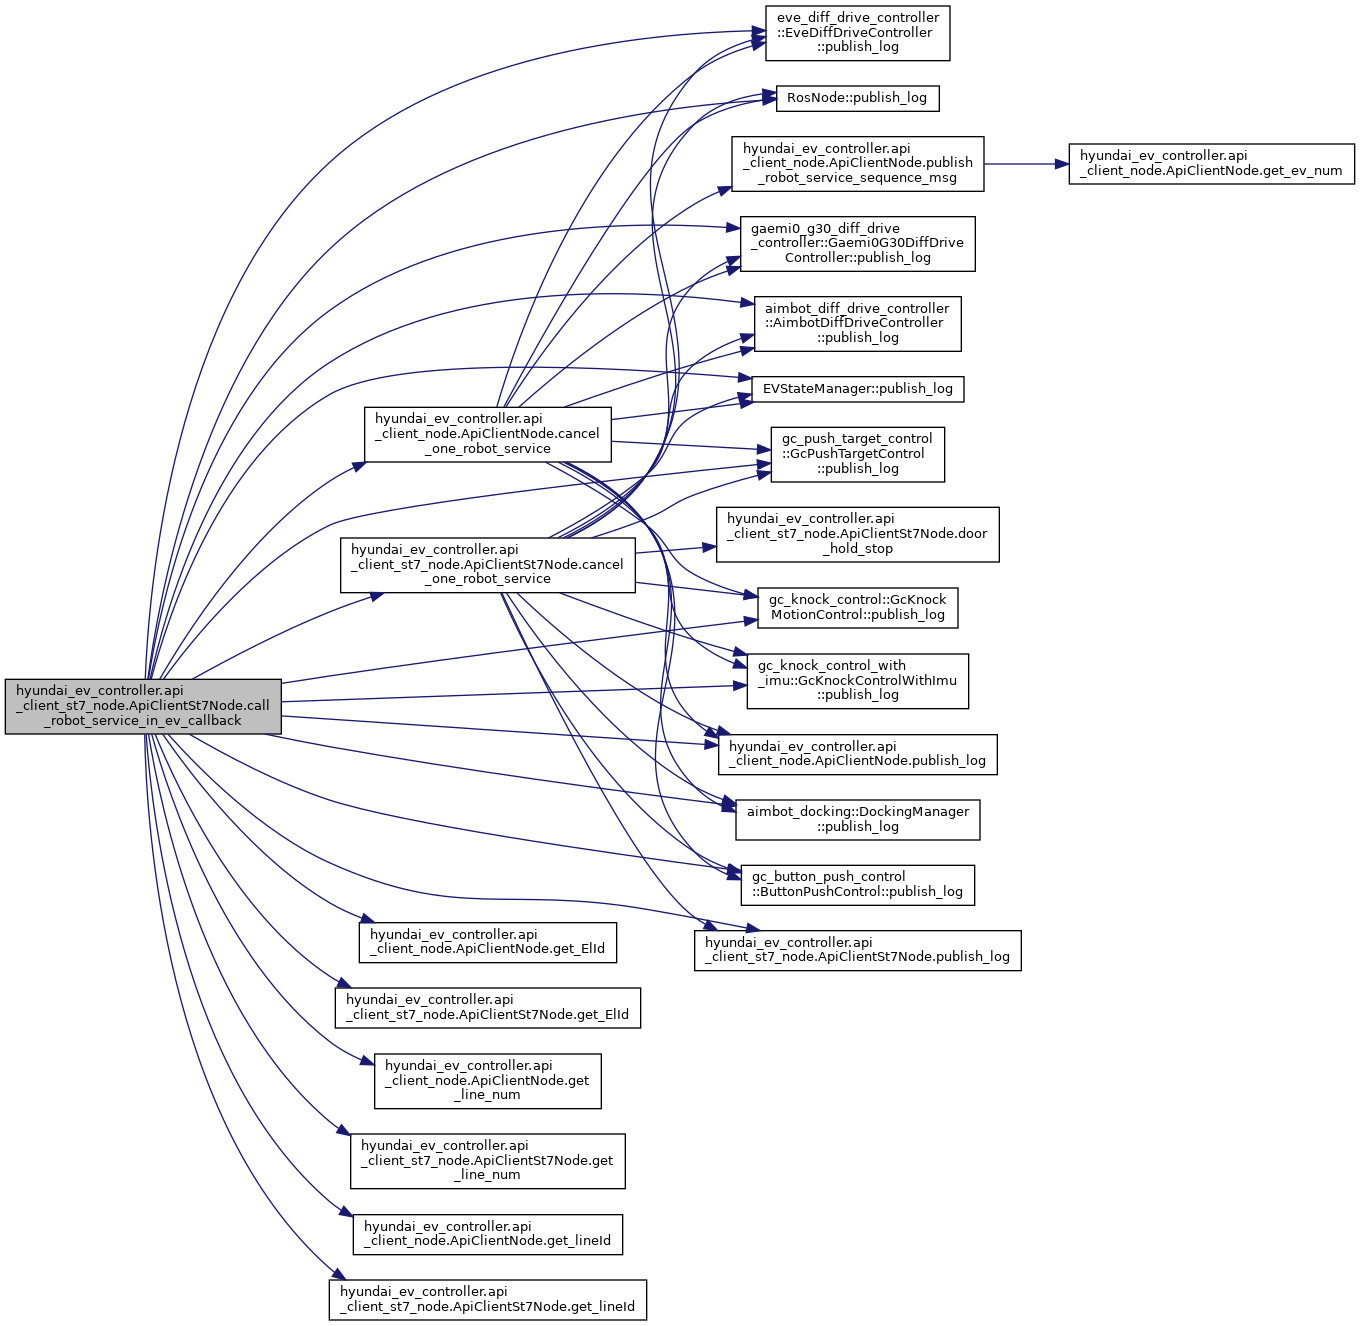 eve_diff_drive_controller
::EveDiffDriveController
::publish_log
RosNode::publish_log
hyundai_ev_controller.api
_client_node.ApiClientNode.publish
_robot_service_sequence_msg
hyundai_ev_controller.api
_client_node.ApiClientNode.get_ev_num
gaemi0_g30_diff_drive
_controller::Gaemi0G30DiffDrive
Controller::publish_log
aimbot_diff_drive_controller
::AimbotDiffDriveController
::publish_log
EVStateManager::publish_log
hyundai_ev_controller.api
_client_node.ApiClientNode.cancel
_one_robot_service
gc_push_target_control
::GcPushTargetControl
::publish_log
hyundai_ev_controller.api
_client_st7_node.ApiClientSt7Node.door
_hold_stop
hyundai_ev_controller.api
_client_st7_node.ApiClientSt7Node.cancel
_one_robot_service
gc_knock_control::GcKnock
MotionControl::publish_log
gc_knock_control_with
_imu::GcKnockControlWithImu
::publish_log
hyundai_ev_controller.api
_client_st7_node.ApiClientSt7Node.call
_robot_service_in_ev_callback
hyundai_ev_controller.api
_client_node.ApiClientNode.publish_log
aimbot_docking::DockingManager
::publish_log
gc_button_push_control
::ButtonPushControl::publish_log
hyundai_ev_controller.api
_client_node.ApiClientNode.get_ElId
hyundai_ev_controller.api
_client_st7_node.ApiClientSt7Node.publish_log
hyundai_ev_controller.api
_client_st7_node.ApiClientSt7Node.get_ElId
hyundai_ev_controller.api
_client_node.ApiClientNode.get
_line_num
hyundai_ev_controller.api
_client_st7_node.ApiClientSt7Node.get
_line_num
hyundai_ev_controller.api
_client_node.ApiClientNode.get_lineId
hyundai_ev_controller.api
_client_st7_node.ApiClientSt7Node.get_lineId